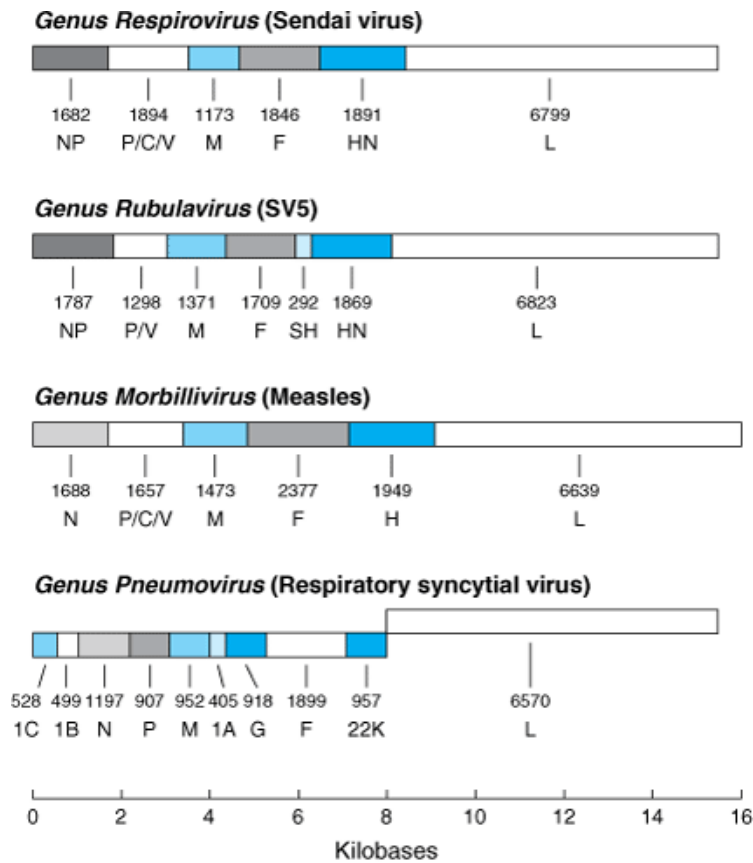 Genus Respirovirus (Sendai virus)
1682 1894 1173 1846 1891 6799
NP P/C/V M F HN L
Genus Rubulavirus (SV5)
1787 1298 1371 1709 292 1869 6823
NP P/V M F SH HN L
Genus Morbillivirus (Measles)
1688 1657 1473 2377 1949 6639
N P/C/V M F H L
Genus Pneumovirus (Respiratory syncytial virus)
528 499 1197 907 952 405 918 1899 957 6570
1C 1B N P M 1A G F 22K L
0 2 4 6 8 10 12 14 16
Kilobases